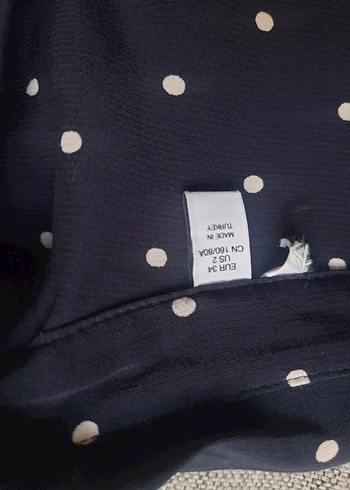 EUR 34
US 2
CN 160/80A
MADE IN
TURKEY